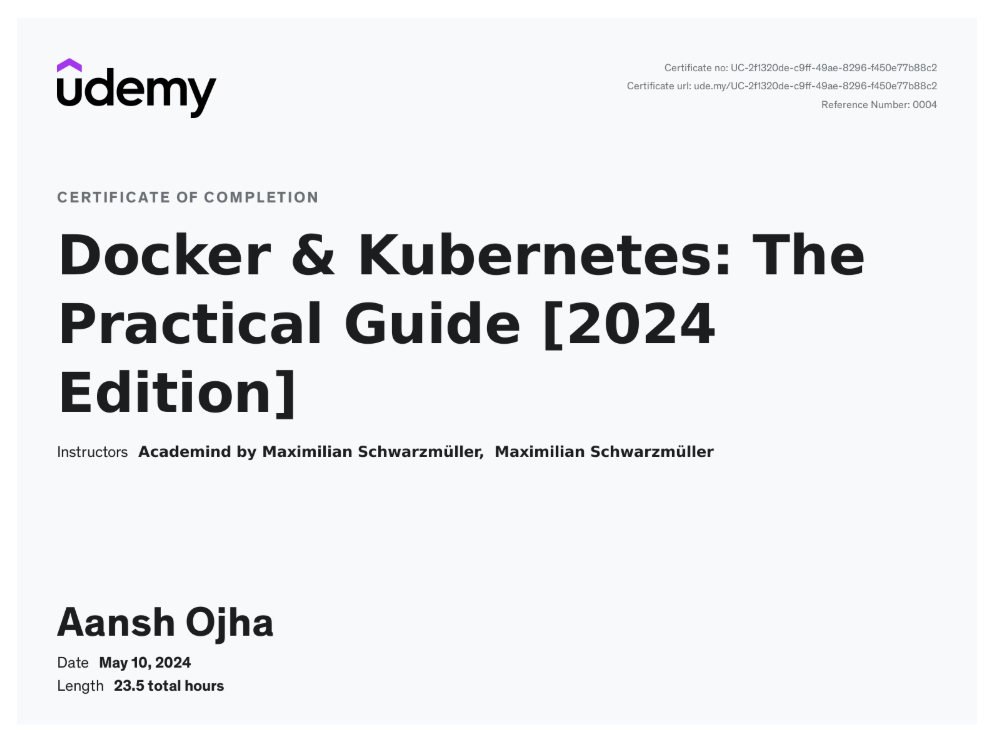 udemy
Certificate no: UC-2f1320de-c9ff-49ae-8296-f450e77b88c2
Certificate url: ude.my/UC-2f1320de-c9ff-49ae-8296-f450e77b88c2
Reference Number: 0004
CERTIFICATE OF COMPLETION
Docker & Kubernetes: The
Practical Guide [2024
Edition]
Instructors Academind by Maximilian Schwarzmüller, Maximilian Schwarzmüller
Aansh Ojha
Date May 10, 2024
Length 23.5 total hours